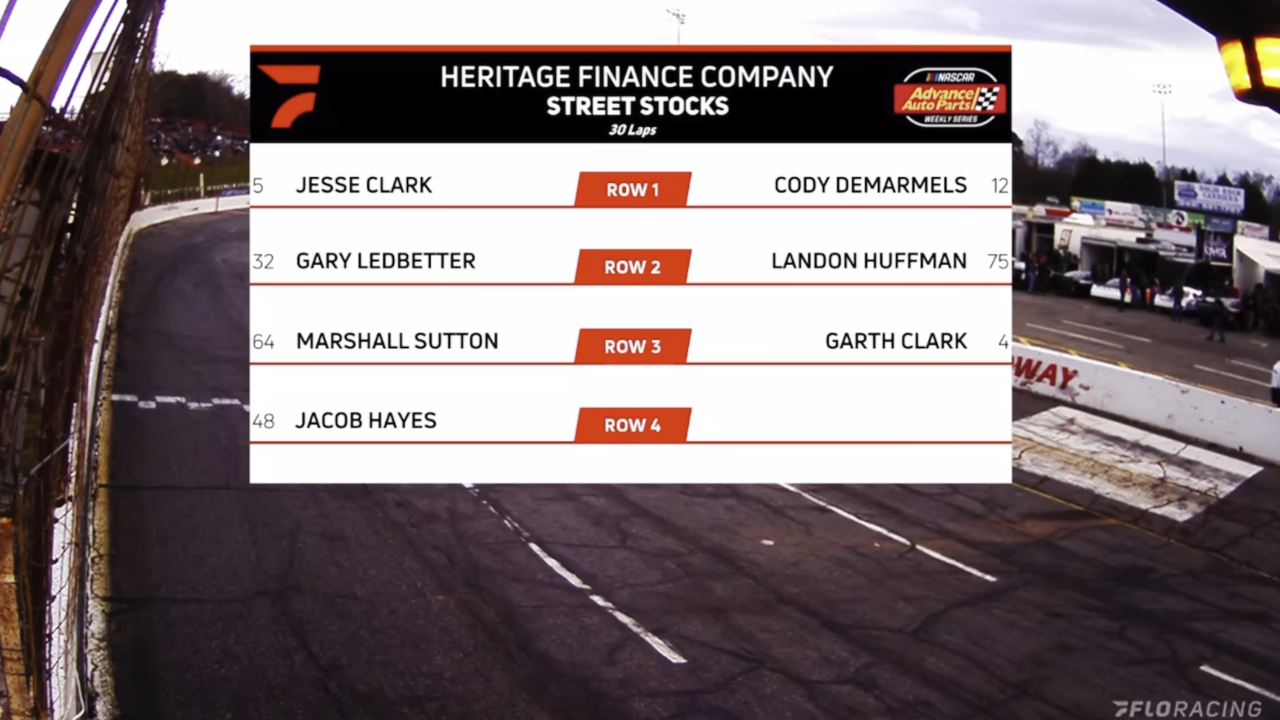 HERITAGE FINANCE COMPANY
STREET STOCKS
30 Laps
NASCAR
Advance
Auto Parts
WEEKLY SERIES
5 JESSE CLARK ROW 1 CODY DEMARMELS 12
32 GARY LEDBETTER ROW 2 LANDON HUFFMAN 75
64 MARSHALL SUTTON ROW 3 GARTH CLARK 4
48 JACOB HAYES ROW 4
WAY
FLORACING